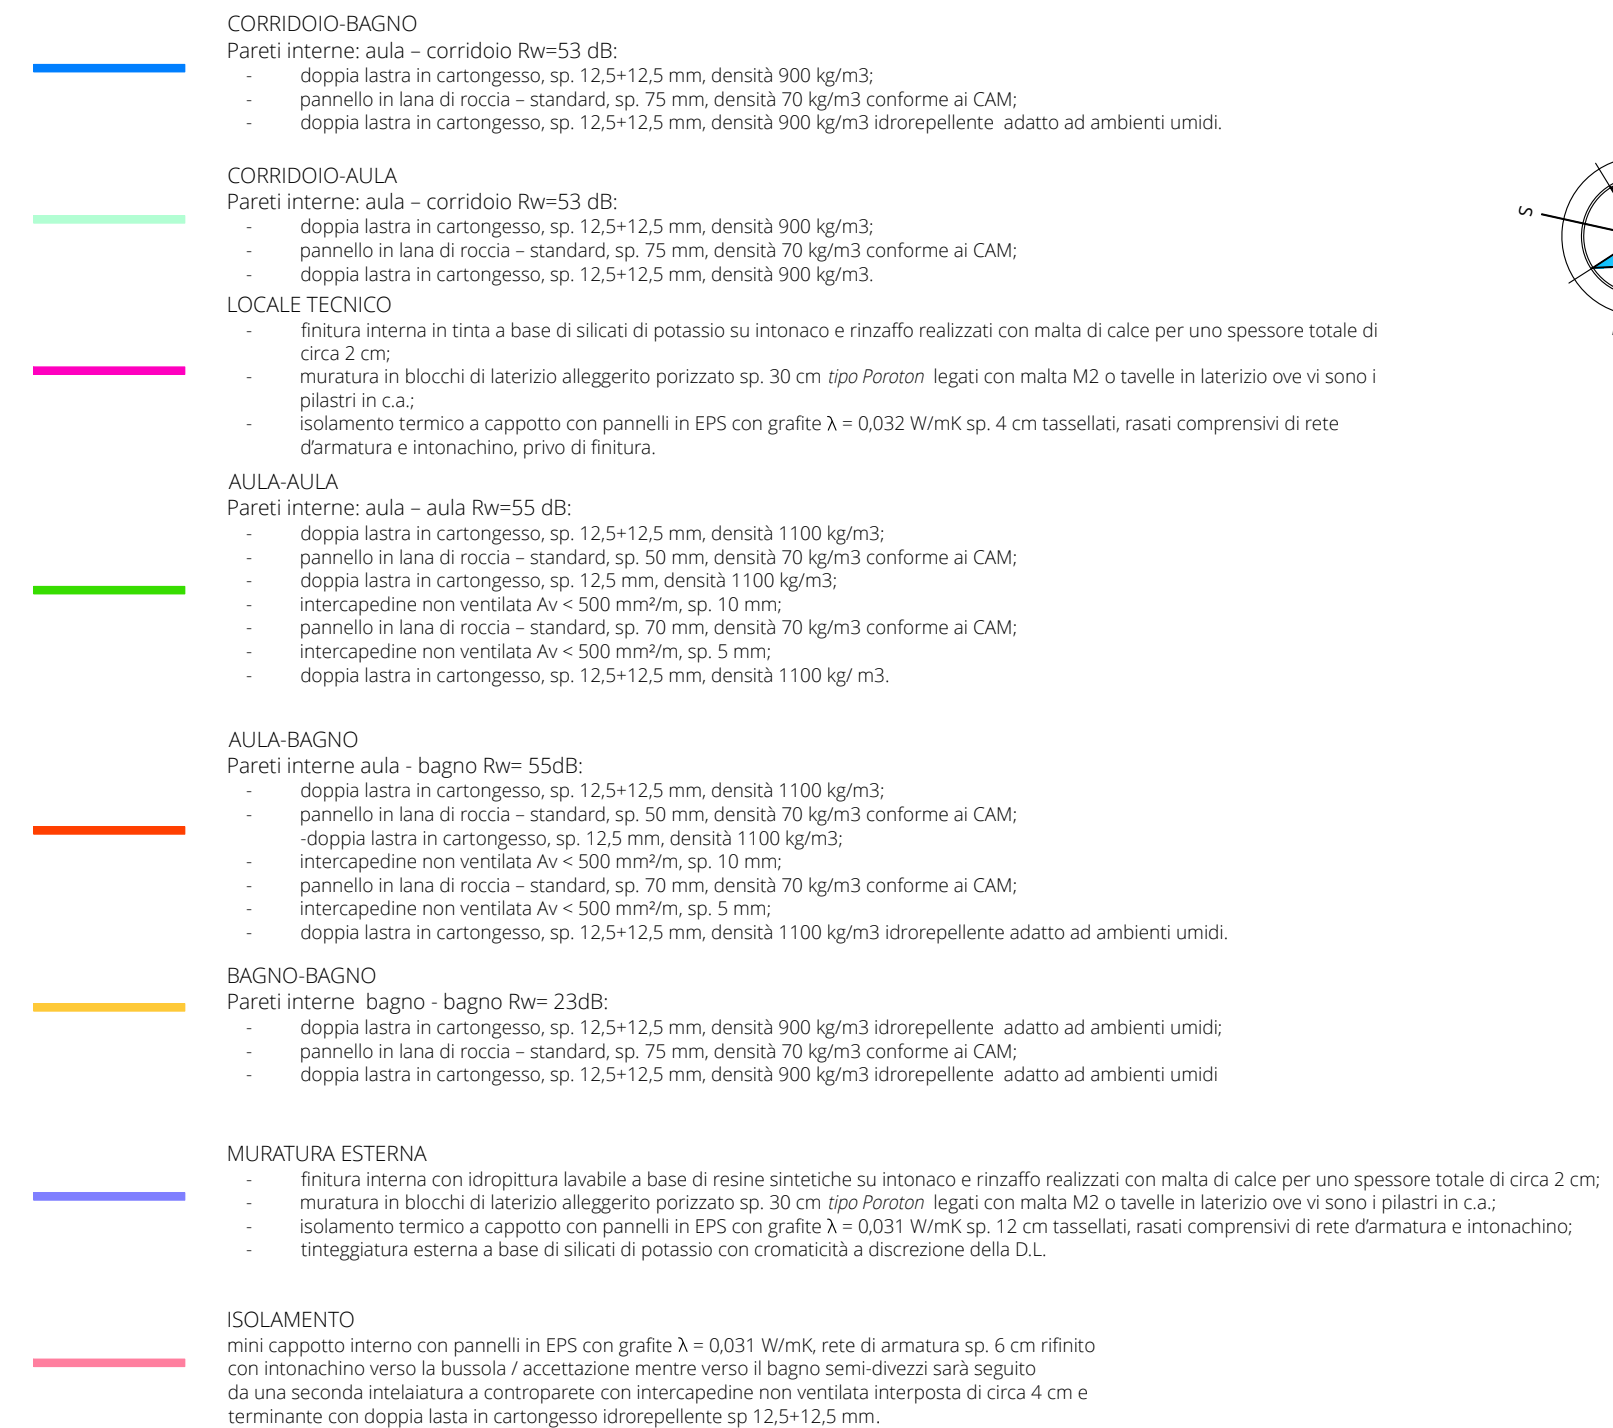 CORRIDOIO-BAGNO
Pareti interne: aula – corridoio Rw=53 dB:
- doppia lastra in cartongesso, sp. 12,5+12,5 mm, densità 900 kg/m3;
- pannello in lana di roccia – standard, sp. 75 mm, densità 70 kg/m3 conforme ai CAM;
- doppia lastra in cartongesso, sp. 12,5+12,5 mm, densità 900 kg/m3 idrorepellente  adatto ad ambienti umidi.
CORRIDOIO-AULA
Pareti interne: aula – corridoio Rw=53 dB:
- doppia lastra in cartongesso, sp. 12,5+12,5 mm, densità 900 kg/m3;
- pannello in lana di roccia – standard, sp. 75 mm, densità 70 kg/m3 conforme ai CAM;
- doppia lastra in cartongesso, sp. 12,5+12,5 mm, densità 900 kg/m3.
S
LOCALE TECNICO
- finitura interna in tinta a base di silicati di potassio su intonaco e rinzaffo realizzati con malta di calce per uno spessore totale di
circa 2 cm;
- muratura in blocchi di laterizio alleggerito porizzato sp. 30 cm tipo Poroton  legati con malta M2 o tavelle in laterizio ove vi sono i
pilastri in c.a.;
- isolamento termico a cappotto con pannelli in EPS con grafite λ = 0,032 W/mK sp. 4 cm tassellati, rasati comprensivi di rete
d'armatura e intonachino, privo di finitura.
AULA-AULA
Pareti interne: aula – aula Rw=55 dB:
- doppia lastra in cartongesso, sp. 12,5+12,5 mm, densità 1100 kg/m3;
- pannello in lana di roccia – standard, sp. 50 mm, densità 70 kg/m3 conforme ai CAM;
- doppia lastra in cartongesso, sp. 12,5 mm, densità 1100 kg/m3;
- intercapedine non ventilata Av < 500 mm²/m, sp. 10 mm;
- pannello in lana di roccia – standard, sp. 70 mm, densità 70 kg/m3 conforme ai CAM;
- intercapedine non ventilata Av < 500 mm²/m, sp. 5 mm;
- doppia lastra in cartongesso, sp. 12,5+12,5 mm, densità 1100 kg/ m3.
AULA-BAGNO
Pareti interne aula - bagno Rw= 55dB:
- doppia lastra in cartongesso, sp. 12,5+12,5 mm, densità 1100 kg/m3;
- pannello in lana di roccia – standard, sp. 50 mm, densità 70 kg/m3 conforme ai CAM;
-doppia lastra in cartongesso, sp. 12,5 mm, densità 1100 kg/m3;
- intercapedine non ventilata Av < 500 mm²/m, sp. 10 mm;
- pannello in lana di roccia – standard, sp. 70 mm, densità 70 kg/m3 conforme ai CAM;
- intercapedine non ventilata Av < 500 mm²/m, sp. 5 mm;
- doppia lastra in cartongesso, sp. 12,5+12,5 mm, densità 1100 kg/m3 idrorepellente adatto ad ambienti umidi.
BAGNO-BAGNO
Pareti interne  bagno - bagno Rw= 23dB:
- doppia lastra in cartongesso, sp. 12,5+12,5 mm, densità 900 kg/m3 idrorepellente  adatto ad ambienti umidi;
- pannello in lana di roccia – standard, sp. 75 mm, densità 70 kg/m3 conforme ai CAM;
- doppia lastra in cartongesso, sp. 12,5+12,5 mm, densità 900 kg/m3 idrorepellente  adatto ad ambienti umidi
MURATURA ESTERNA
- finitura interna con idropittura lavabile a base di resine sintetiche su intonaco e rinzaffo realizzati con malta di calce per uno spessore totale di circa 2 cm;
- muratura in blocchi di laterizio alleggerito porizzato sp. 30 cm tipo Poroton  legati con malta M2 o tavelle in laterizio ove vi sono i pilastri in c.a.;
- isolamento termico a cappotto con pannelli in EPS con grafite λ = 0,031 W/mK sp. 12 cm tassellati, rasati comprensivi di rete d'armatura e intonachino;
- tinteggiatura esterna a base di silicati di potassio con cromaticità a discrezione della D.L.
ISOLAMENTO
mini cappotto interno con pannelli in EPS con grafite λ = 0,031 W/mK, rete di armatura sp. 6 cm rifinito
con intonachino verso la bussola / accettazione mentre verso il bagno semi-divezzi sarà seguito
da una seconda intelaiatura a controparete con intercapedine non ventilata interposta di circa 4 cm e
terminante con doppia lasta in cartongesso idrorepellente sp 12,5+12,5 mm.